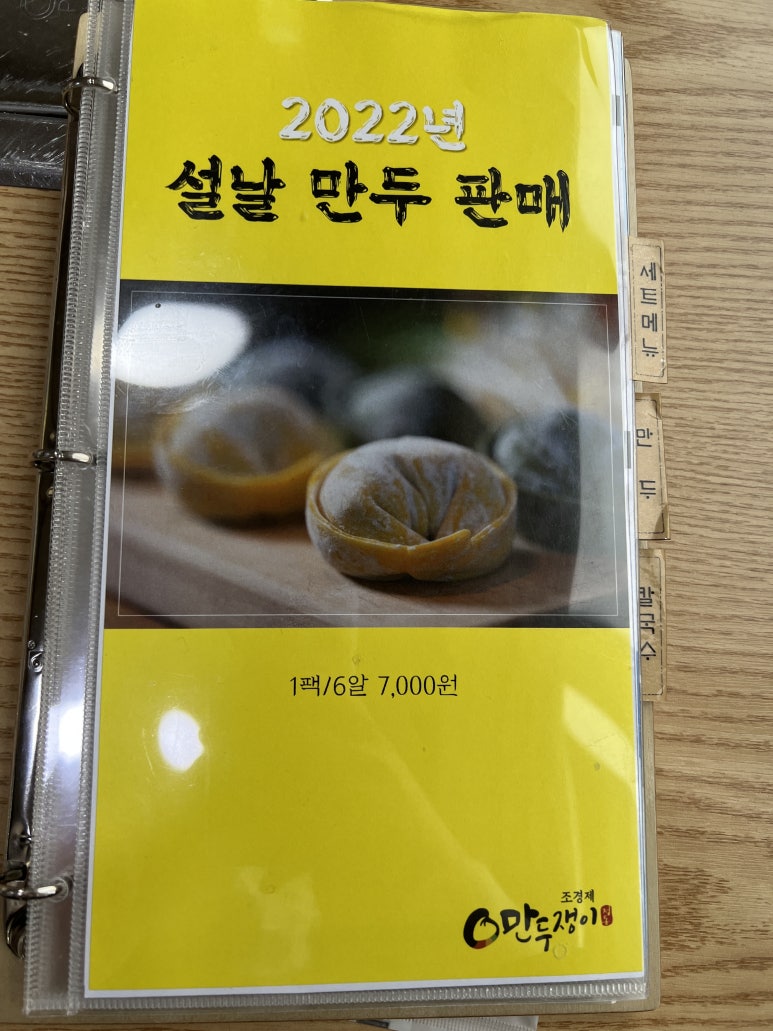 2022년
설날 만두 판매
세트메뉴
만두
칼국수
1팩/6알 7,000원
조경제
만두쟁이